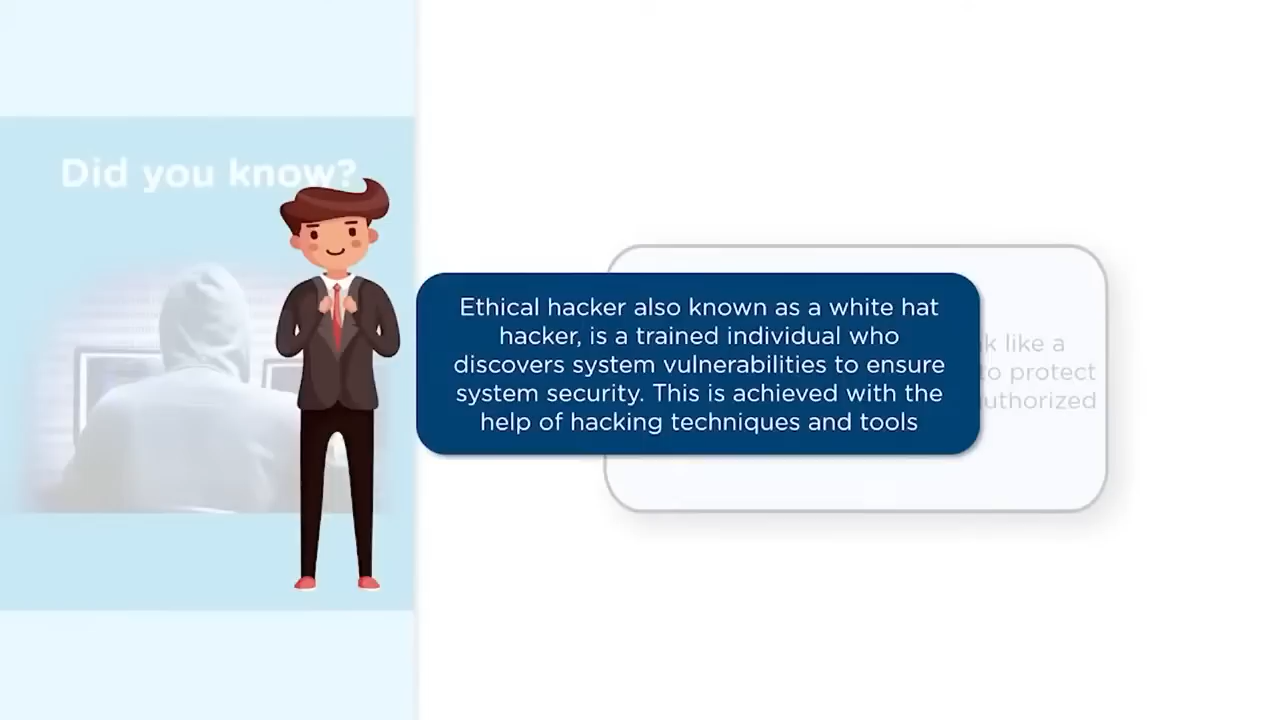 Did you know?
Ethical hacker also known as a white hat
hacker, is a trained individual who
discovers system vulnerabilities to ensure
system security. This is achieved with the
help of hacking techniques and tools
like a
to protect